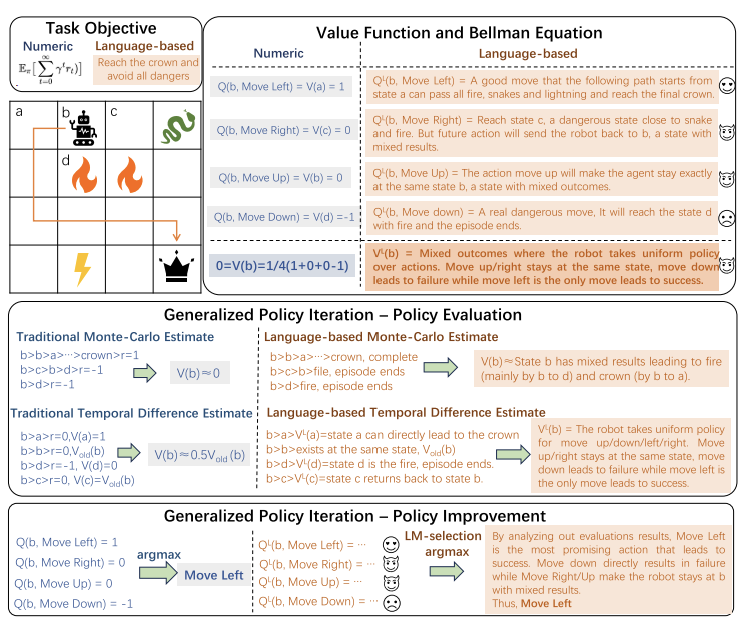 Task Objective
Numeric
Language-based
𝔼π[∑_{t=0}^{∞} γ^t r_t)]
Reach the crown and
avoid all dangers
a
b
c
d
Value Function and Bellman Equation
Numeric
Language-based
Q(b, Move Left) = V(a) = 1
Q^L(b, Move Left) = A good move that the following path starts from
state a can pass all fire, snakes and lightning and reach the final crown.
Q(b, Move Right) = V(c) = 0
Q^L(b, Move Right) = Reach state c, a dangerous state close to snake
and fire. But future action will send the robot back to b, a state with
mixed results.
Q(b, Move Up) = V(b) = 0
Q^L(b, Move Up) = The action move up will make the agent stay exactly
at the same state b, a state with mixed outcomes.
Q(b, Move Down) = V(d) =-1
Q^L(b, Move down) = A real dangerous move, It will reach the state d
with fire and the episode ends.
0=V(b)=1/4(1+0+0-1)
V^L(b) = Mixed outcomes where the robot takes uniform policy
over actions. Move up/right stays at the same state, move down
leads to failure while move left is the only move leads to success.
Generalized Policy Iteration – Policy Evaluation
Traditional Monte-Carlo Estimate
b>b>a>···>crown>r=1
b>c>b>d>r=-1
b>d>r=-1
V(b)≈0
Language-based Monte-Carlo Estimate
b>b>a>···>crown, complete
b>c>b>file, episode ends
b>d>fire, episode ends
V(b)≈State b has mixed results leading to fire
(mainly by b to d) and crown (by b to a).
Traditional Temporal Difference Estimate
b>a>r=0,V(a)=1
b>b>r=0,V_old(b)
b>d>r=-1, V(d)=0
b>c>r=0, V(c)=V_old(b)
V(b)≈0.5V_old (b)
Language-based Temporal Difference Estimate
b>a>V^L(a)=state a can directly lead to the crown
b>b>exists at the same state, V_old(b)
b>d>V^L(d)=state d is the fire, episode ends.
b>c>V^L(c)=state c returns back to state b.
V^L(b) = The robot takes uniform policy
for move up/down/left/right. Move
up/right stays at the same state, move
down leads to failure while move left is
the only move leads to success.
Generalized Policy Iteration – Policy Improvement
Q(b, Move Left) = 1
Q(b, Move Right) = 0
Q(b, Move Up) = 0
Q(b, Move Down) = -1
argmax
Move Left
Q^L(b, Move Left) = ···
Q^L(b, Move Right) = ···
Q^L(b, Move Up) = ···
Q^L(b, Move Down) = ···
LM-selection
argmax
By analyzing out evaluations results, Move Left
is the most promising action that leads to
success. Move down directly results in failure
while Move Right/Up make the robot stays at b
with mixed results.
Thus, Move Left